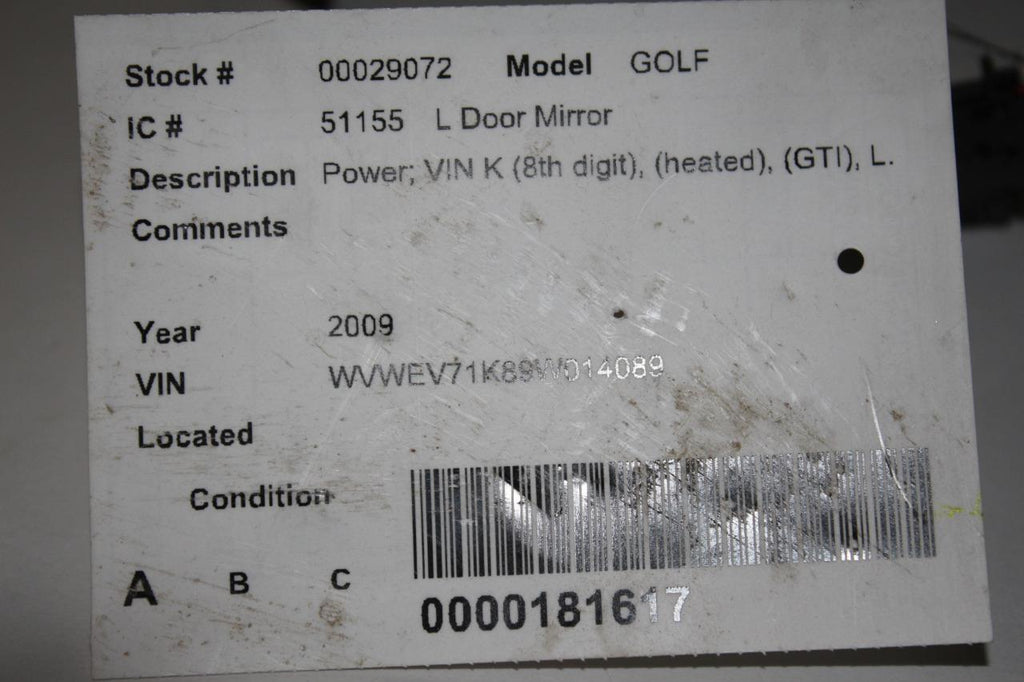 Stock # 00029072 Model GOLF
IC # 51155 L Door Mirror
Description Power; VIN K (8th digit), (heated), (GTI), L.
Comments
Year 2009
VIN WVWEV71K89W014089
Located
Condition
A B C
0000181617